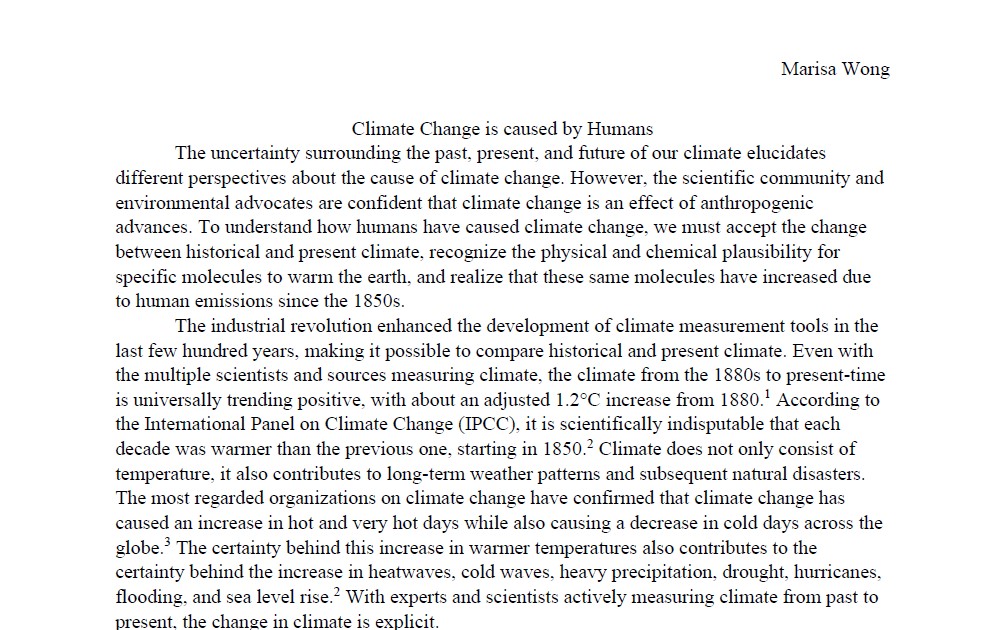 Marisa Wong
Climate Change is caused by Humans
The uncertainty surrounding the past, present, and future of our climate elucidates
different perspectives about the cause of climate change. However, the scientific community and
environmental advocates are confident that climate change is an effect of anthropogenic
advances. To understand how humans have caused climate change, we must accept the change
between historical and present climate, recognize the physical and chemical plausibility for
specific molecules to warm the earth, and realize that these same molecules have increased due
to human emissions since the 1850s.
The industrial revolution enhanced the development of climate measurement tools in the
last few hundred years, making it possible to compare historical and present climate. Even with
the multiple scientists and sources measuring climate, the climate from the 1880s to present-time
is universally trending positive, with about an adjusted 1.2°C increase from 1880.¹ According to
the International Panel on Climate Change (IPCC), it is scientifically indisputable that each
decade was warmer than the previous one, starting in 1850.² Climate does not only consist of
temperature, it also contributes to long-term weather patterns and subsequent natural disasters.
The most regarded organizations on climate change have confirmed that climate change has
caused an increase in hot and very hot days while also causing a decrease in cold days across the
globe.³ The certainty behind this increase in warmer temperatures also contributes to the
certainty behind the increase in heatwaves, cold waves, heavy precipitation, drought, hurricanes,
flooding, and sea level rise.² With experts and scientists actively measuring climate from past to
present, the change in climate is explicit.